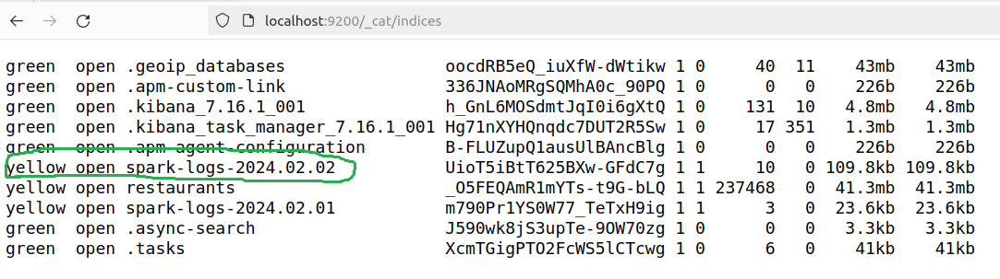 localhost:9200/_cat/indices
green open .geoip_databases oocdRB5eQ_iuXfW-dWtikw 1 0 40 11 43mb 43mb
green open .apm-custom-link 336JNAoMRgSQMhA0c_90PQ 1 0 0 0 226b 226b
green open .kibana_7.16.1_001 h_GnL6MOSdmtJqI0i6gXtQ 1 0 131 10 4.8mb 4.8mb
green open .kibana_task_manager_7.16.1_001 Hg71nXYHQnqdc7DUT2R5Sw 1 0 17 351 1.3mb 1.3mb
green open .apm-agent-configuration B-FLUZupQ1ausUlBAncBlg 1 0 0 0 226b 226b
yellow open spark-logs-2024.02.02 UioT5iBtT625BXw-GFdC7g 1 1 10 0 109.8kb 109.8kb
yellow open restaurants _O5FEQAmR1mYTs-t9G-bLQ 1 1 237468 0 41.3mb 41.3mb
yellow open spark-logs-2024.02.01 m790Pr1YS0W77_TeTxH9ig 1 1 3 0 23.6kb 23.6kb
green open .async-search J590wk8jS3upTe-9OW70zg 1 0 0 0 3.3kb 3.3kb
green open .tasks XcmTGigPTO2FcWS5lCTcwg 1 0 6 0 41kb 41kb